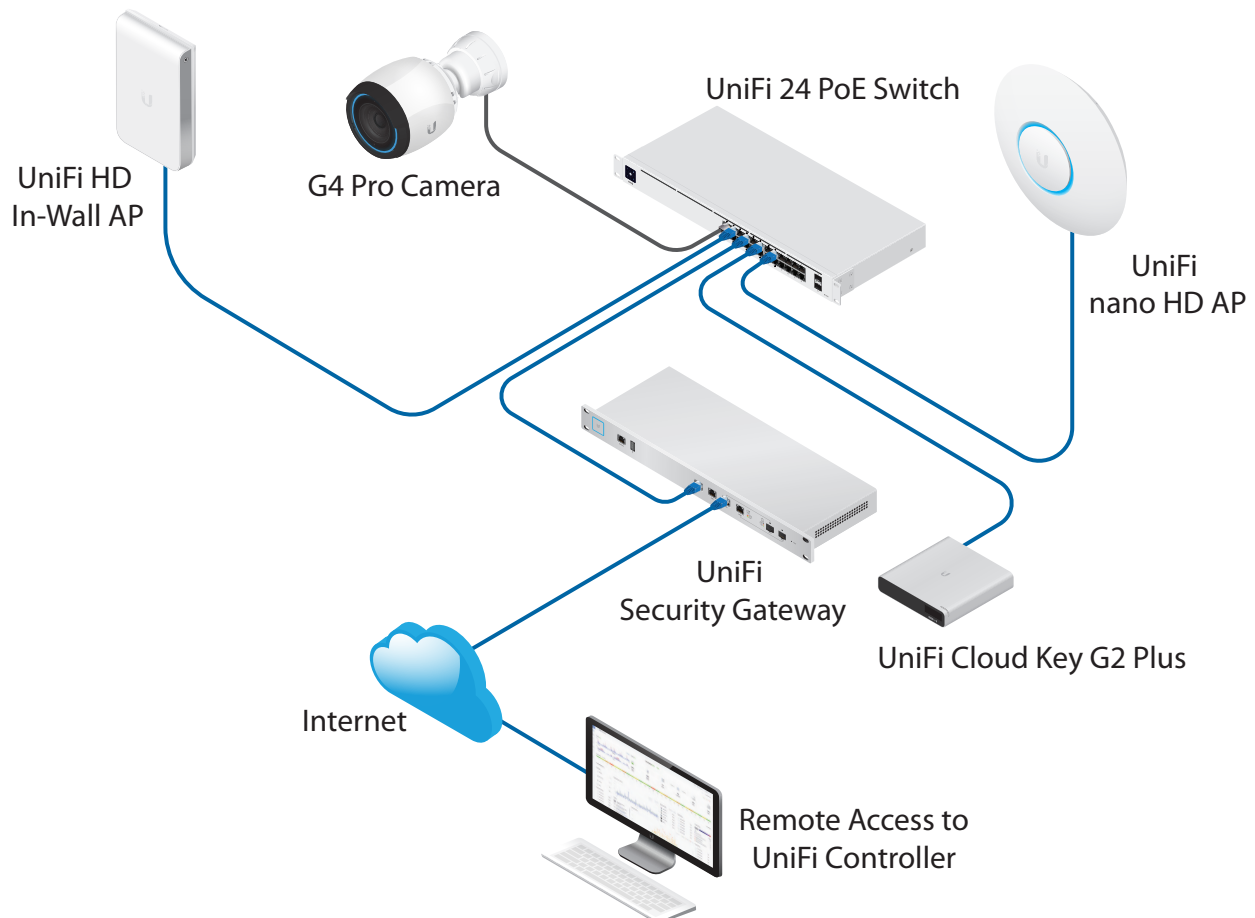 UniFi 24 PoE Switch
UniFi HD
In-Wall AP
G4 Pro Camera
UniFi
nano HD AP
UniFi
Security Gateway
UniFi Cloud Key G2 Plus
Internet
Remote Access to
UniFi Controller